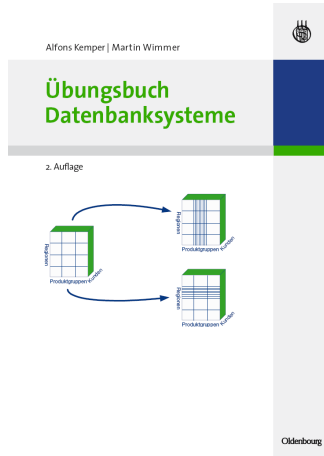 Alfons Kemper | Martin Wimmer
Übungsbuch
Datenbanksysteme
2. Auflage
Regionen
Produktgruppen
Kunden
Regionen
Produktgruppen
Kunden
Regionen
Produktgruppen
Kunden
Oldenbourg